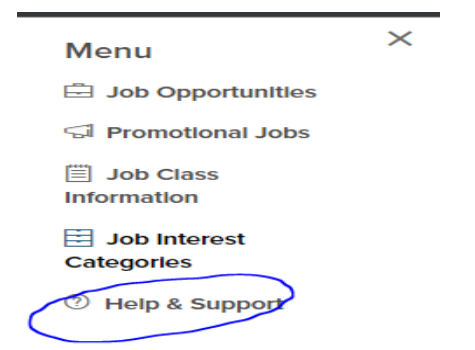 Menu
Job Opportunities
Promotional Jobs
Job Class
Information
Job Interest
Categories
Help & Support